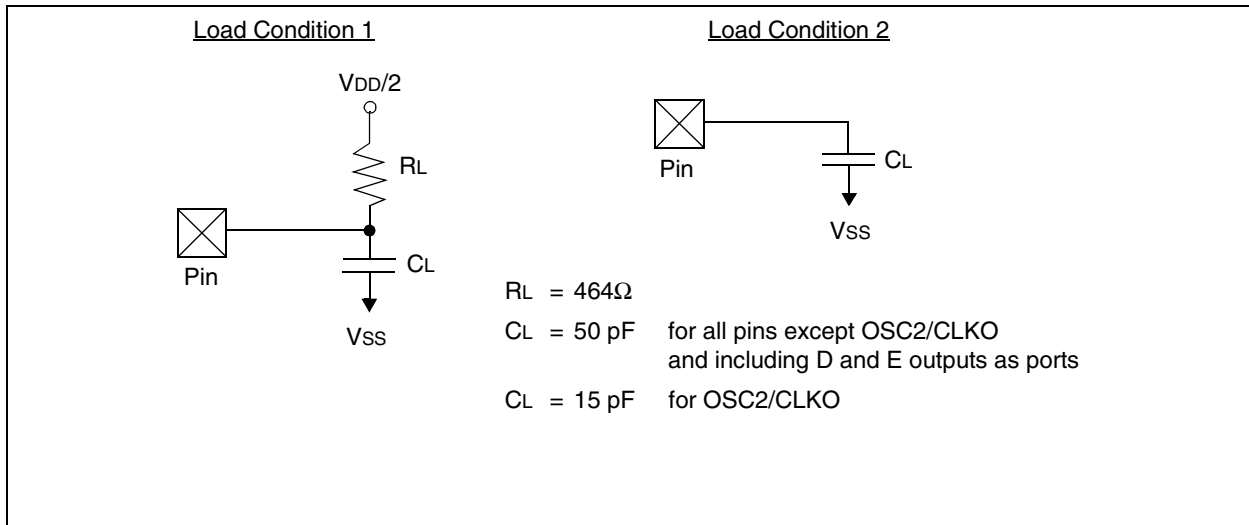 Load Condition 1
VDD/2
RL
Pin
CL
VSS
Load Condition 2
Pin
CL
VSS
RL = 464Ω
CL = 50 pF for all pins except OSC2/CLKO
and including D and E outputs as ports
CL = 15 pF for OSC2/CLKO